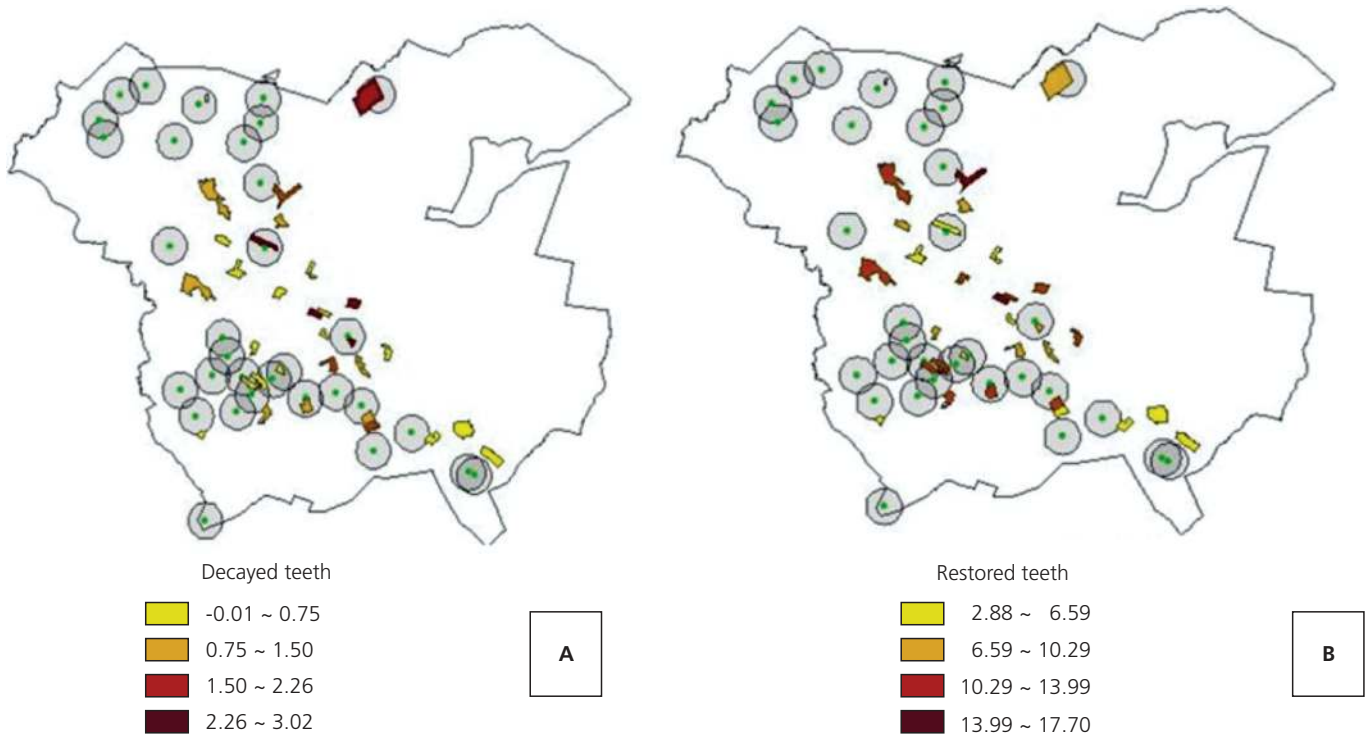 Decayed teeth
-0.01 ~ 0.75
0.75 ~ 1.50
1.50 ~ 2.26
2.26 ~ 3.02
A
Restored teeth
2.88 ~ 6.59
6.59 ~ 10.29
10.29 ~ 13.99
13.99 ~ 17.70
B